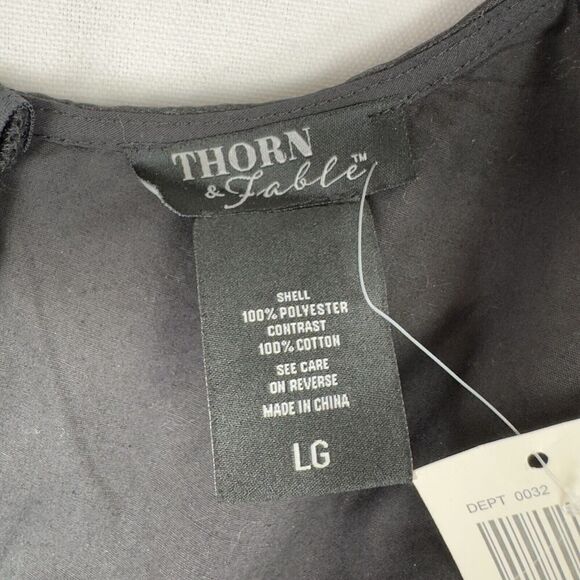 THORN
& Fable™
SHELL
100% POLYESTER
CONTRAST
100% COTTON
SEE CARE
ON REVERSE
MADE IN CHINA
LG
DEPT 0032